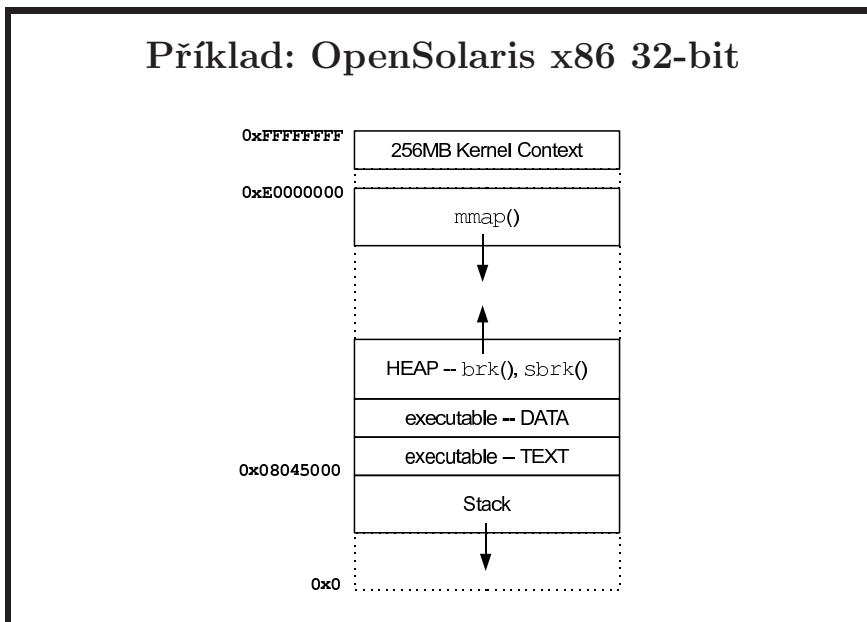 Příklad: OpenSolaris x86 32-bit
0xFFFFFFFF
256MB Kernel Context
0xE0000000
mmap()
HEAP -- brk(), sbrk()
executable -- DATA
executable – TEXT
0x08045000
Stack
0x0